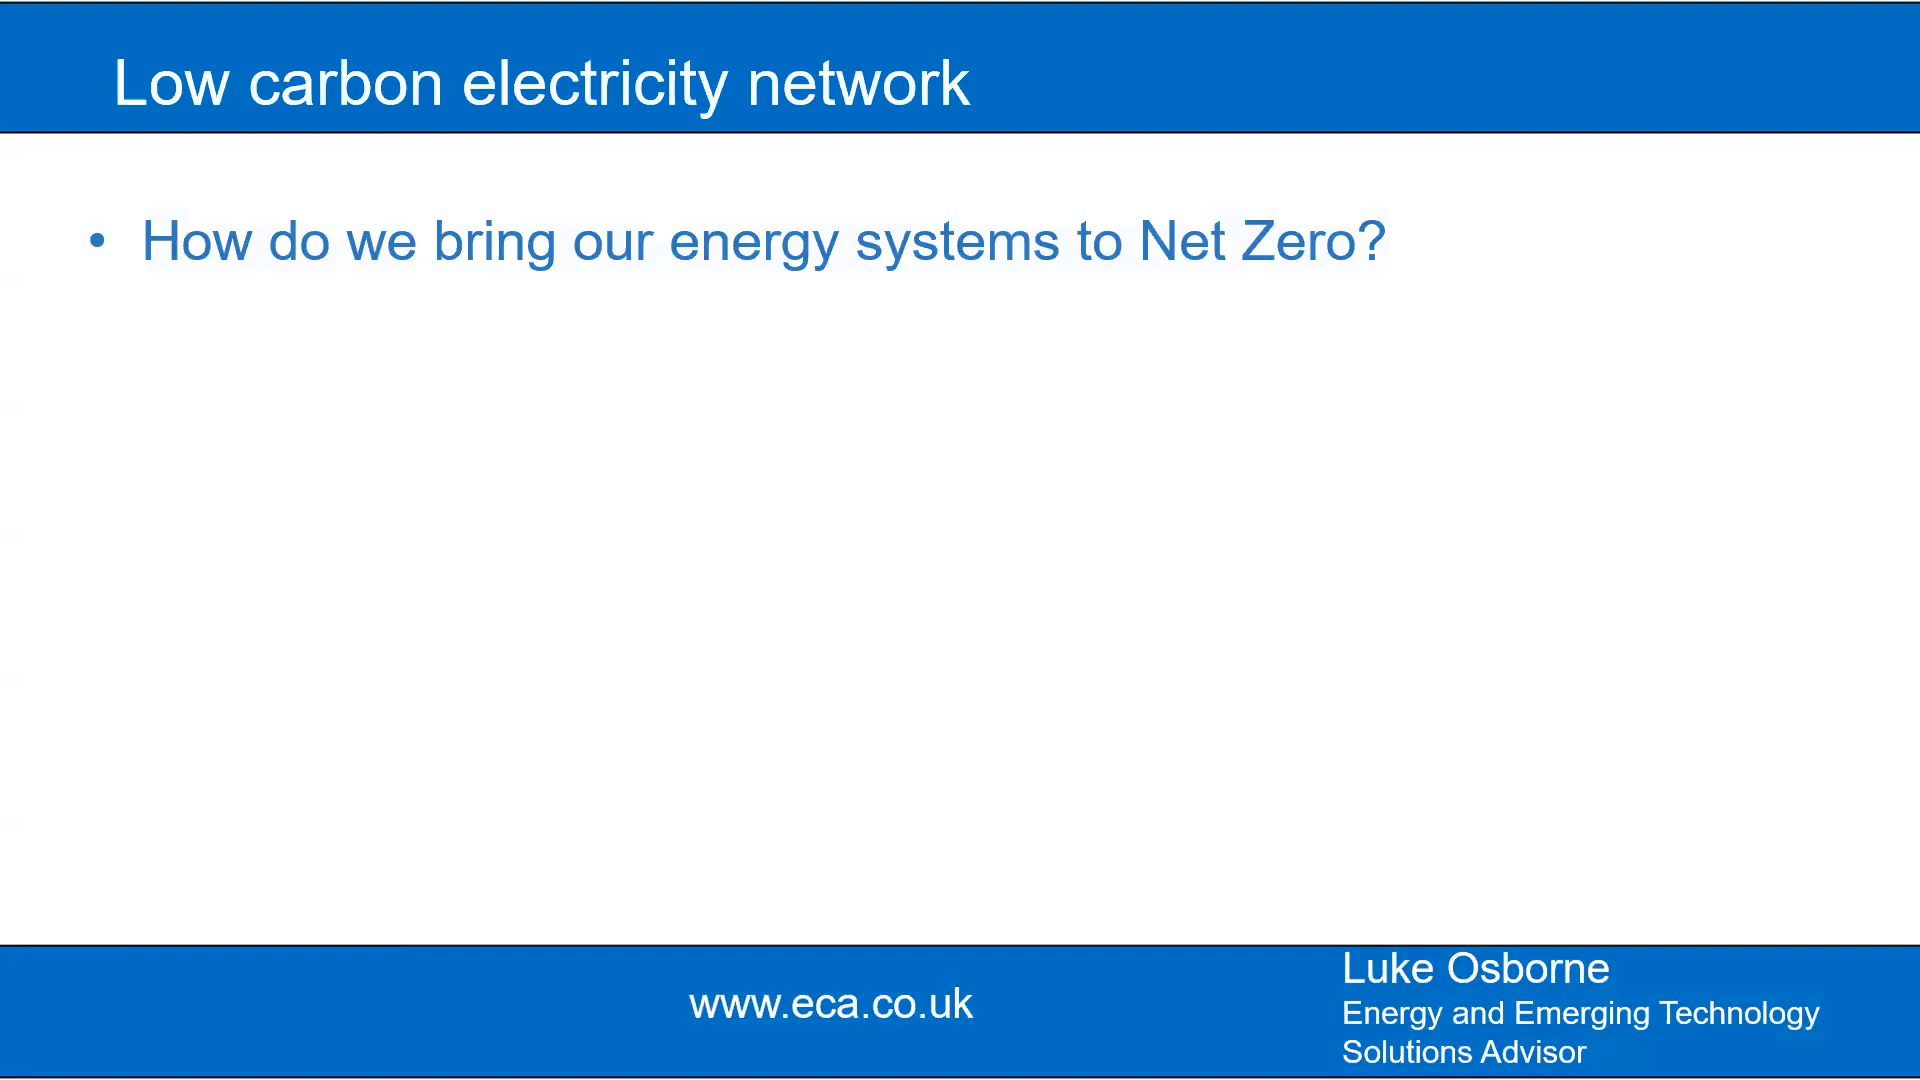 Low carbon electricity network
• How do we bring our energy systems to Net Zero?
www.eca.co.uk
Luke Osborne
Energy and Emerging Technology
Solutions Advisor